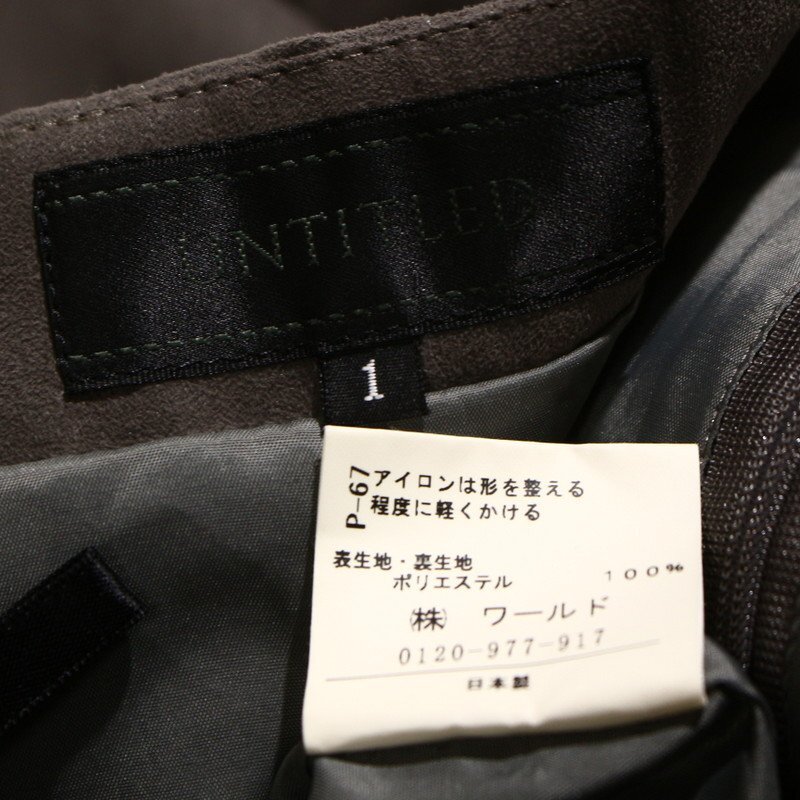 UNTITLED
1
P-67
アイロンは形を整える
程度に軽くかける
表生地・裏生地
ポリエステル 100%
㈱ ワールド
0120-977-917
日本製